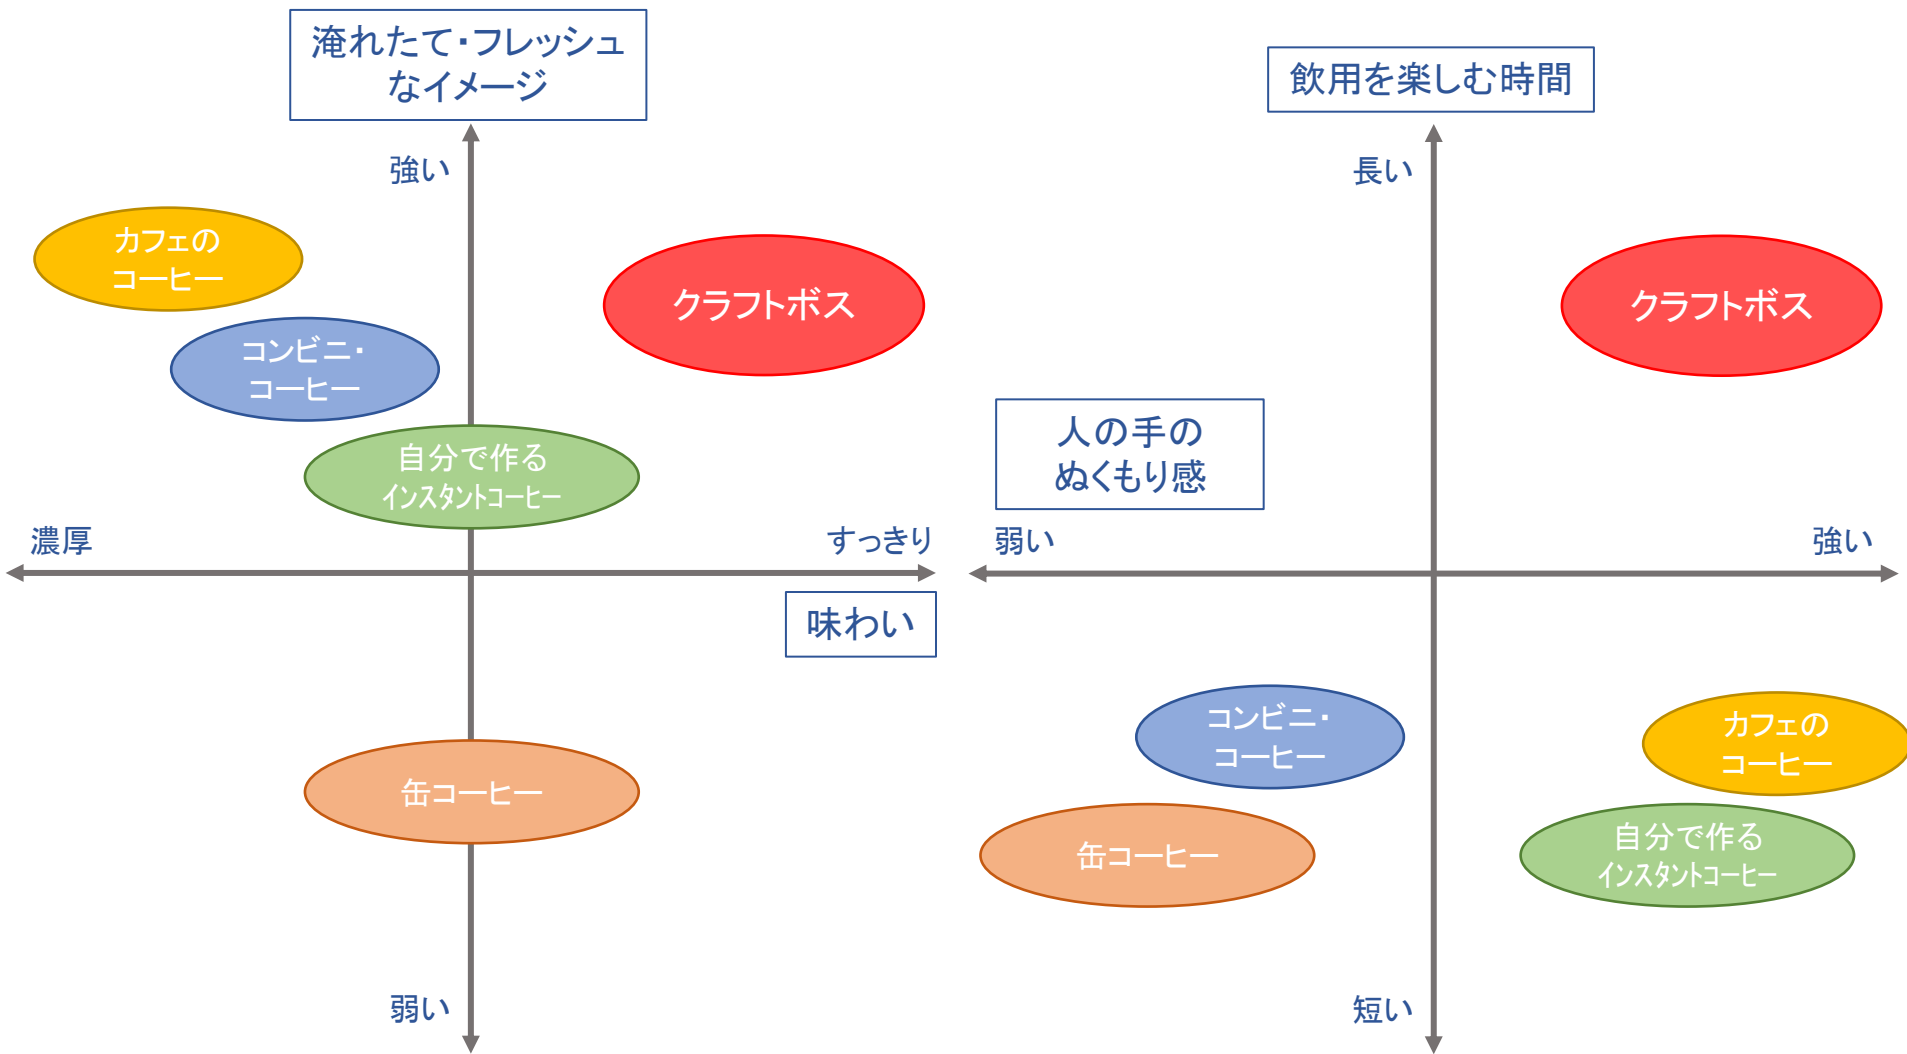 淹れたて・フレッシュ
なイメージ
強い
カフェの
コーヒー
クラフトボス
コンビニ・
コーヒー
自分で作る
インスタントコーヒー
濃厚
すっきり
味わい
缶コーヒー
弱い
飲用を楽しむ時間
長い
クラフトボス
人の手の
ぬくもり感
弱い
強い
コンビニ・
コーヒー
カフェの
コーヒー
缶コーヒー
自分で作る
インスタントコーヒー
短い